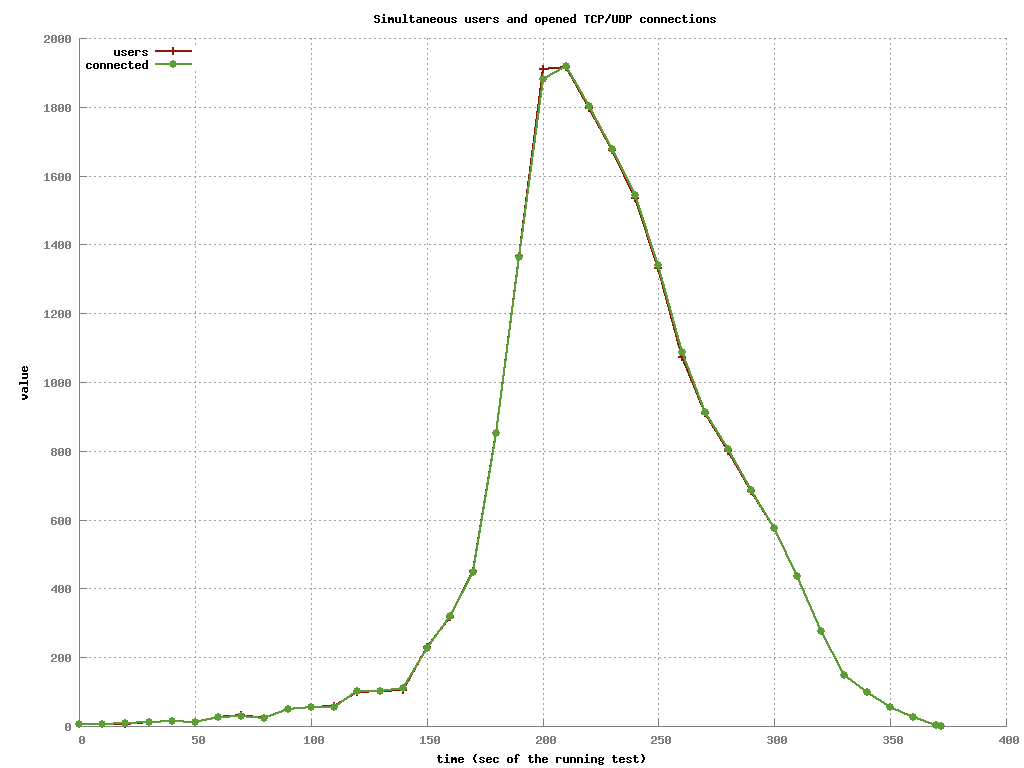 Simultaneous users and opened TCP/UDP connections
2000
users
connected
1800
1600
1400
1200
1000
value
800
600
400
200
0
0 50 100 150 200 250 300 350 400
time (sec of the running test)